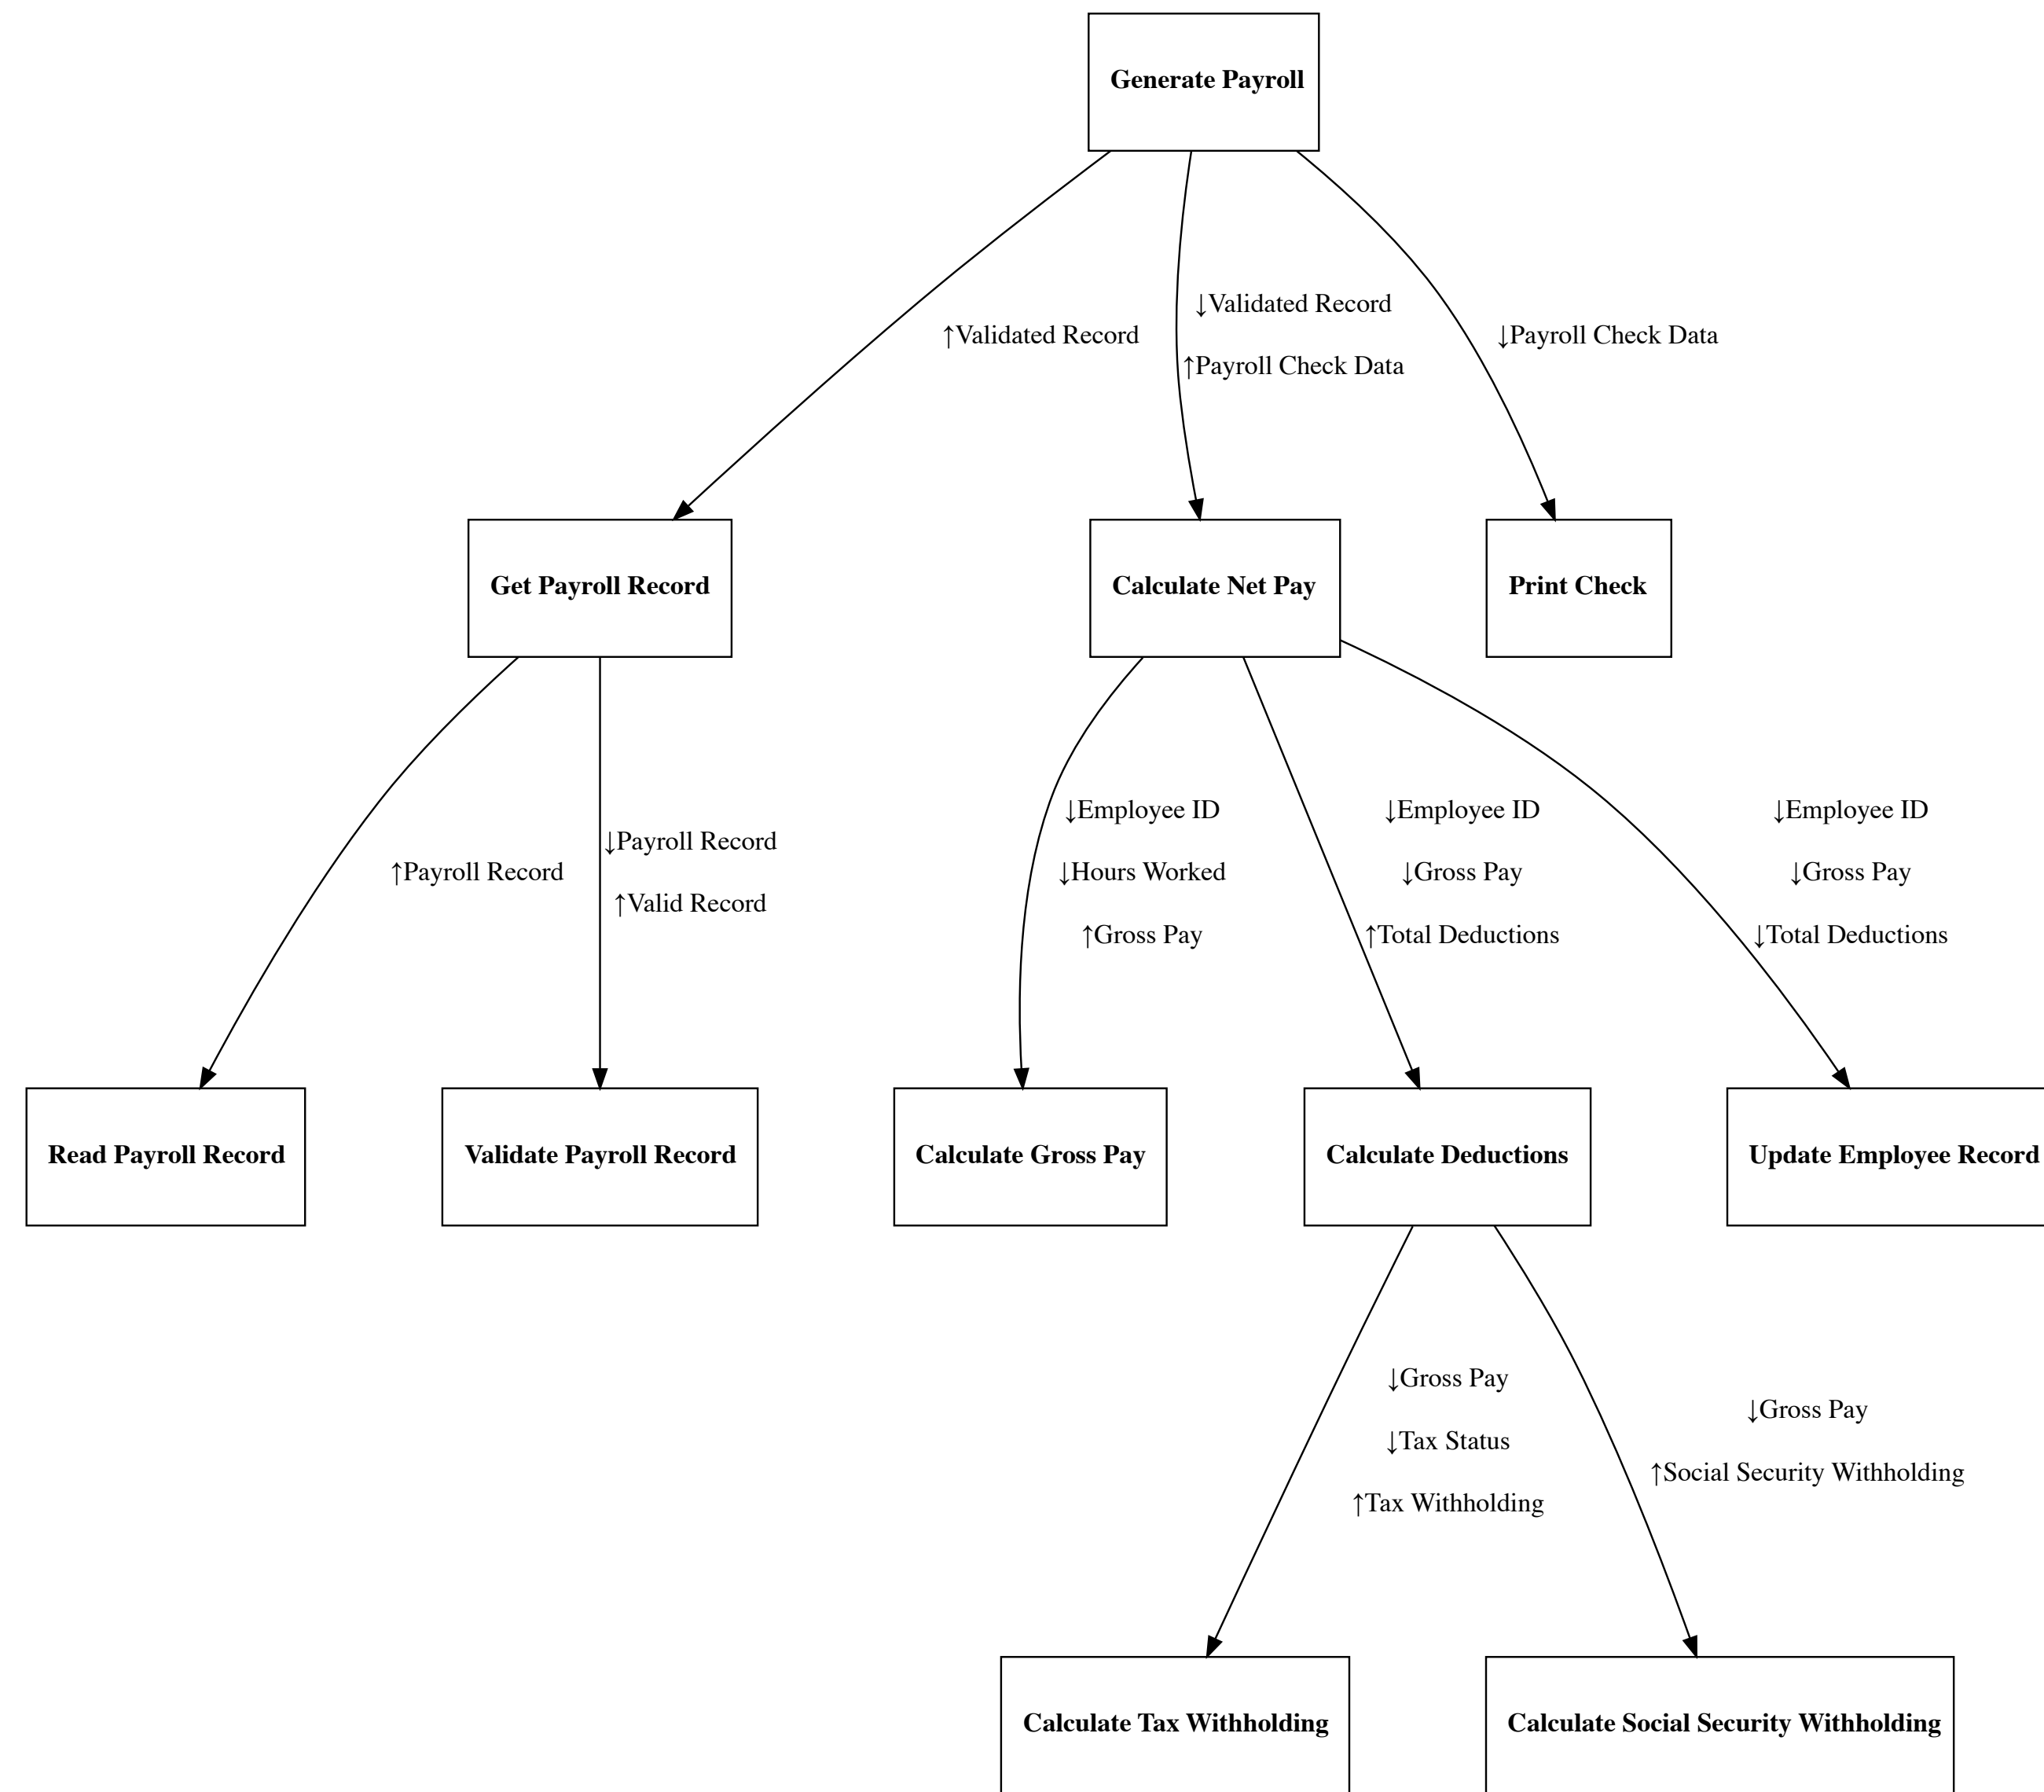 Generate Payroll
↑Validated Record
↓Validated Record
↑Payroll Check Data
↓Payroll Check Data
Get Payroll Record
Calculate Net Pay
Print Check
↑Payroll Record
↓Payroll Record
↑Valid Record
↓Employee ID
↓Hours Worked
↑Gross Pay
↓Employee ID
↓Gross Pay
↑Total Deductions
↓Employee ID
↓Gross Pay
↓Total Deductions
Read Payroll Record
Validate Payroll Record
Calculate Gross Pay
Calculate Deductions
Update Employee Record
↓Gross Pay
↓Tax Status
↑Tax Withholding
↓Gross Pay
↑Social Security Withholding
Calculate Tax Withholding
Calculate Social Security Withholding